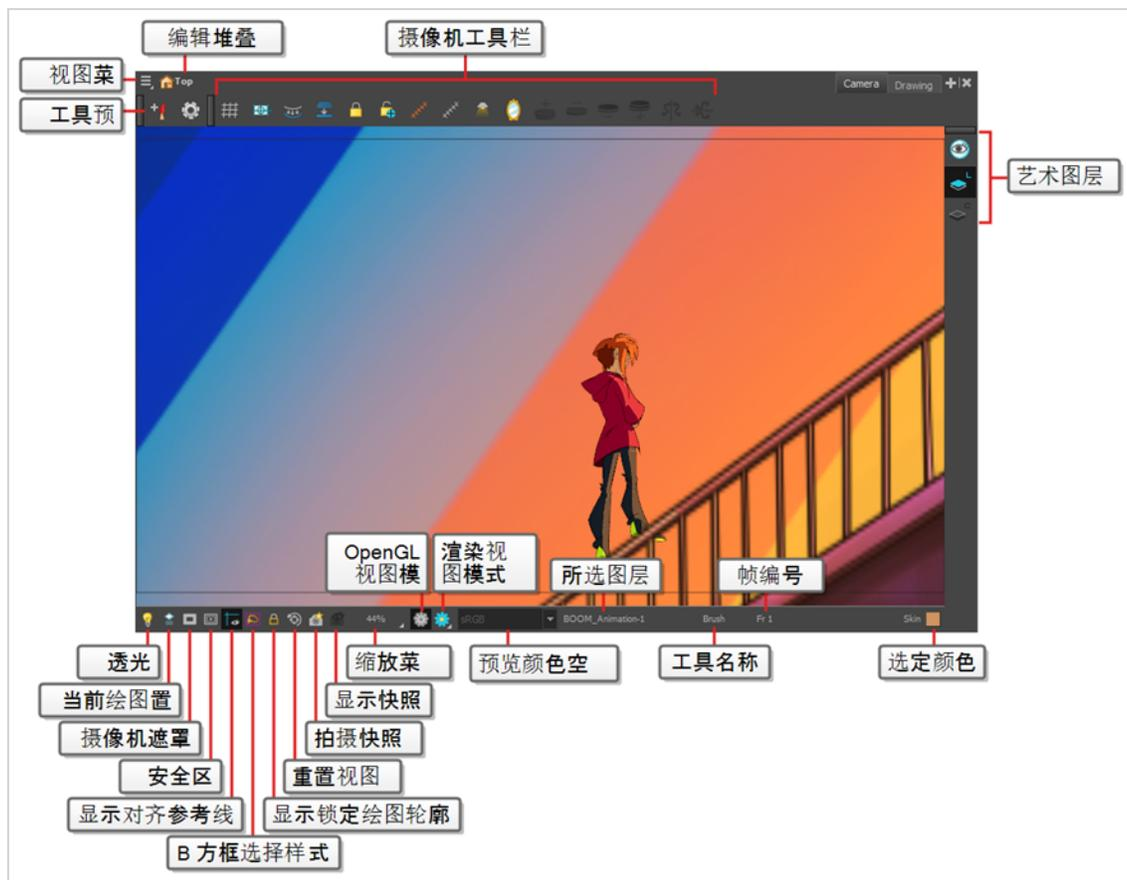 编辑堆叠
摄像机工具栏
视图菜
Top
Camera
Drawing
工具预
艺术图层
L
C
OpenGL
视图模
渲染视
图模式
所选图层
帧编号
44%
sRGB
BOOM_Animation-1
Brush
Fr 1
Skin
透光
缩放菜
预览颜色空
工具名称
选定颜色
当前绘图置
显示快照
摄像机遮罩
拍摄快照
安全区
重置视图
显示对齐参考线
显示锁定绘图轮廓
B 方框选择样式